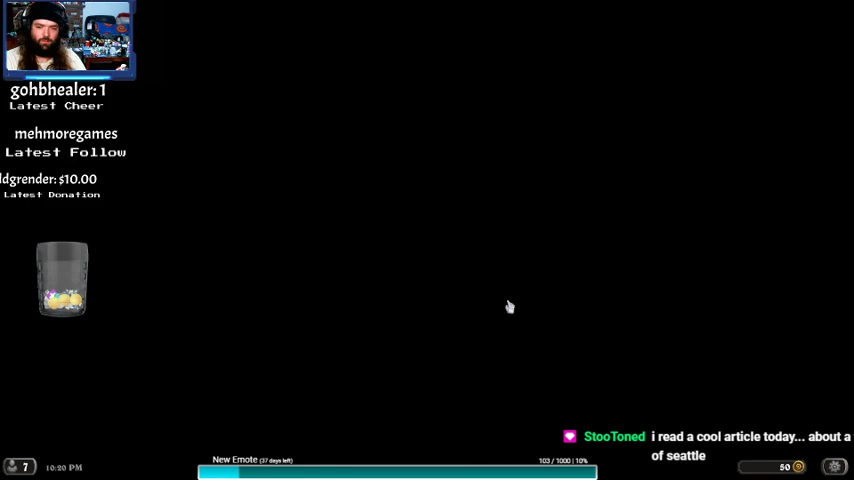 gohbhealer: 1
Latest Cheer
mehmoregames
Latest Follow
ldgrender: $10.00
Latest Donation
StooToned i read a cool article today... about a
of seattle
New Emote (37 days left)
103 / 1000 | 10%
7
10:20 PM
50